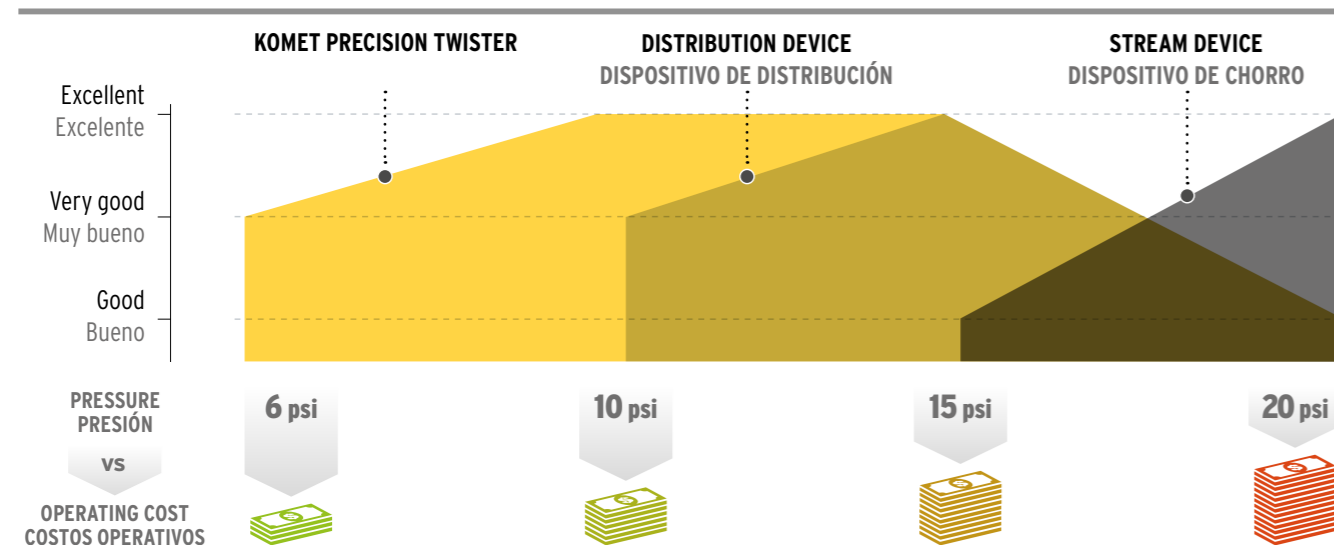 KOMET PRECISION TWISTER
DISTRIBUTION DEVICE
DISPOSITIVO DE DISTRIBUCIÓN
STREAM DEVICE
DISPOSITIVO DE CHORRO
Excellent
Excelente
Very good
Muy bueno
Good
Bueno
PRESSURE
PRESIÓN
6 psi
10 psi
15 psi
20 psi
vs
OPERATING COST
COSTOS OPERATIVOS